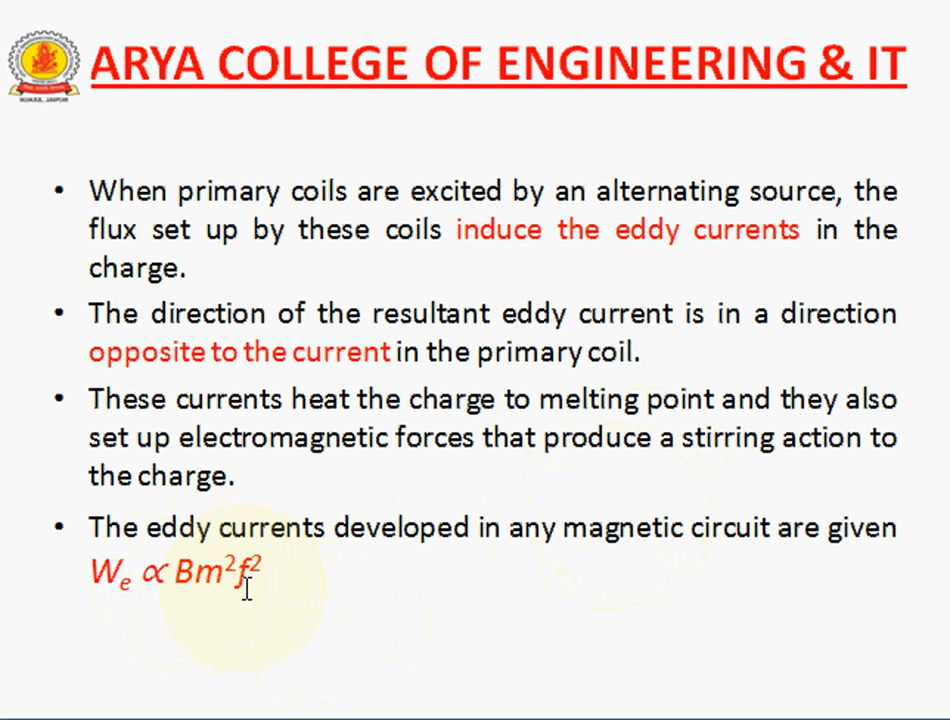 ARYA COLLEGE OF ENGINEERING & IT
• When primary coils are excited by an alternating source, the
flux set up by these coils induce the eddy currents in the
charge.
• The direction of the resultant eddy current is in a direction
opposite to the current in the primary coil.
• These currents heat the charge to melting point and they also
set up electromagnetic forces that produce a stirring action to
the charge.
• The eddy currents developed in any magnetic circuit are given
Wₑ ∝ Bm²f²